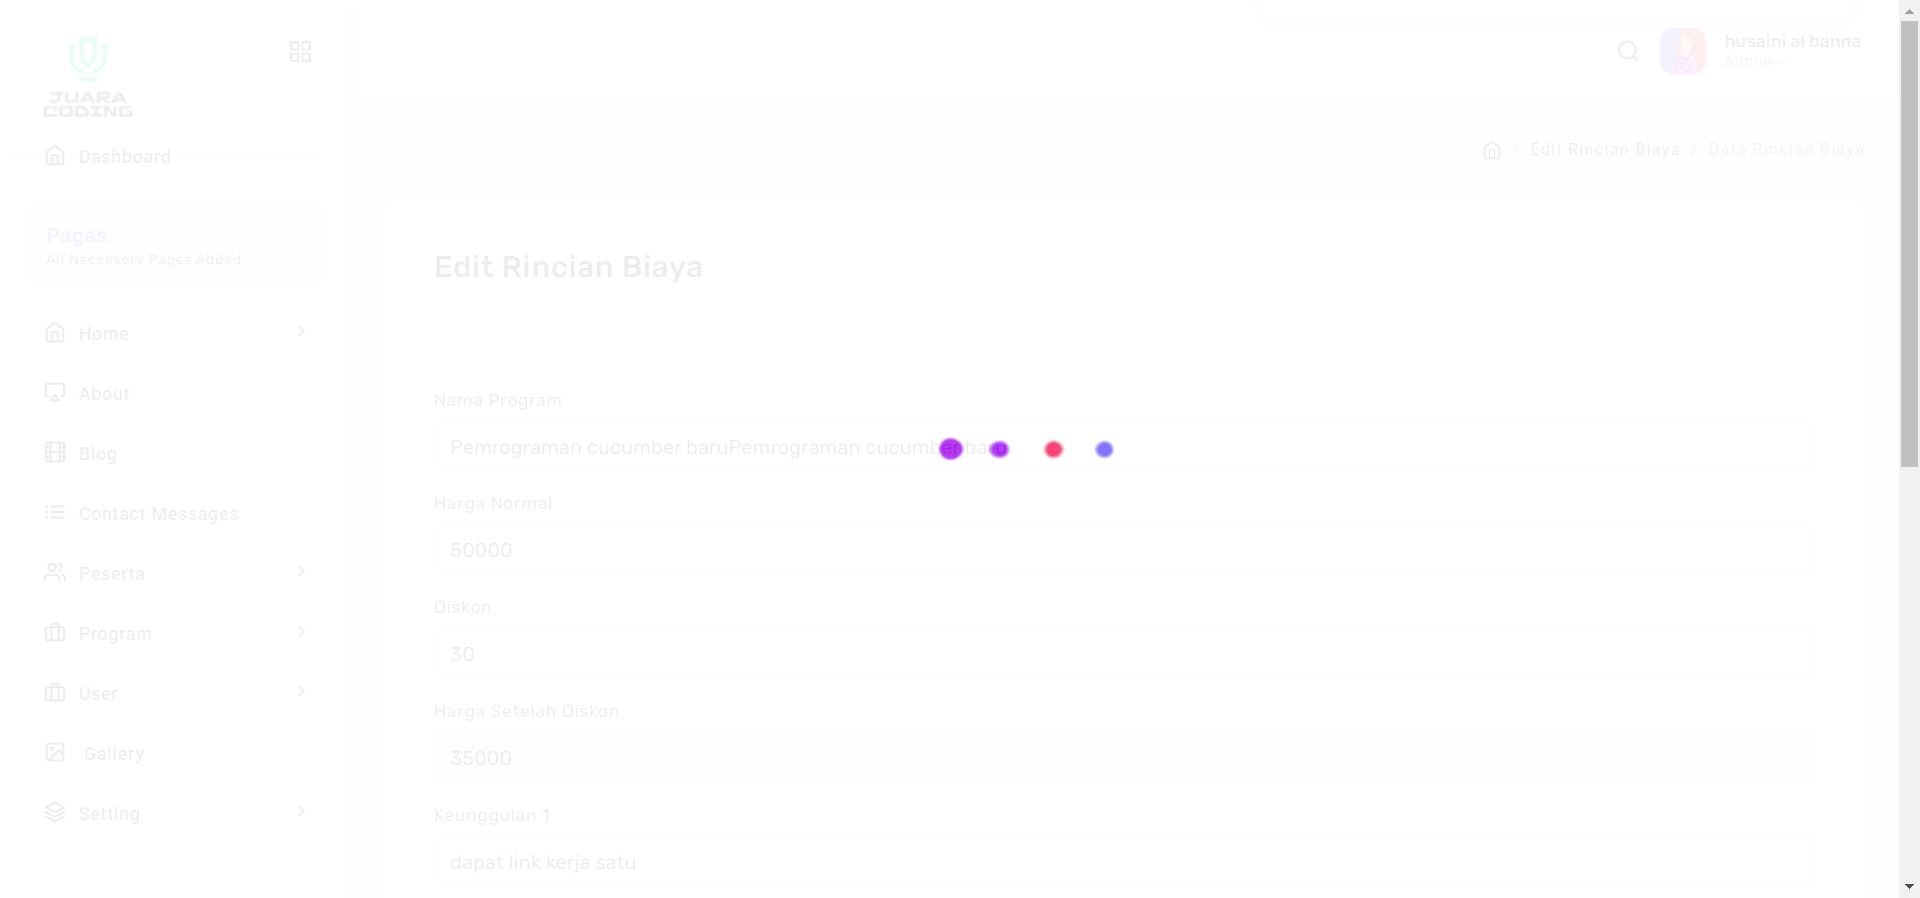 JUARA
CODING
husaini al banna
Admin
Dashboard
/ Edit Rincian Biaya / Data Rincian Biaya
Pages
All Neccesory Pages Added
Home
About
Blog
Contact Messages
Peserta
Program
User
Gallery
Setting
Edit Rincian Biaya
Nama Program
Pemrograman cucumber baruPemrograman cucumber baru
Harga Normal
50000
Diskon
30
Harga Setelah Diskon
35000
Keunggulan 1
dapat link kerja satu